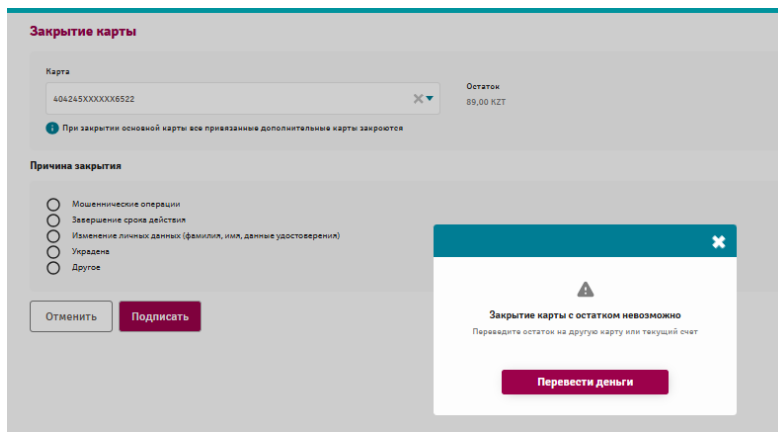 Закрытие карты
Карта
Остаток
404245XXXXXX6522
89,00 KZT
При закрытии основной карты все привязанные дополнительные карты закроются
Причина закрытия
Мошеннические операции
Завершение срока действия
Изменение личных данных (фамилия, имя, данные удостоверения)
Украдена
Другое
Отменить
Подписать
Закрытие карты с остатком невозможно
Переведите остаток на другую карту или текущий счет
Перевести деньги